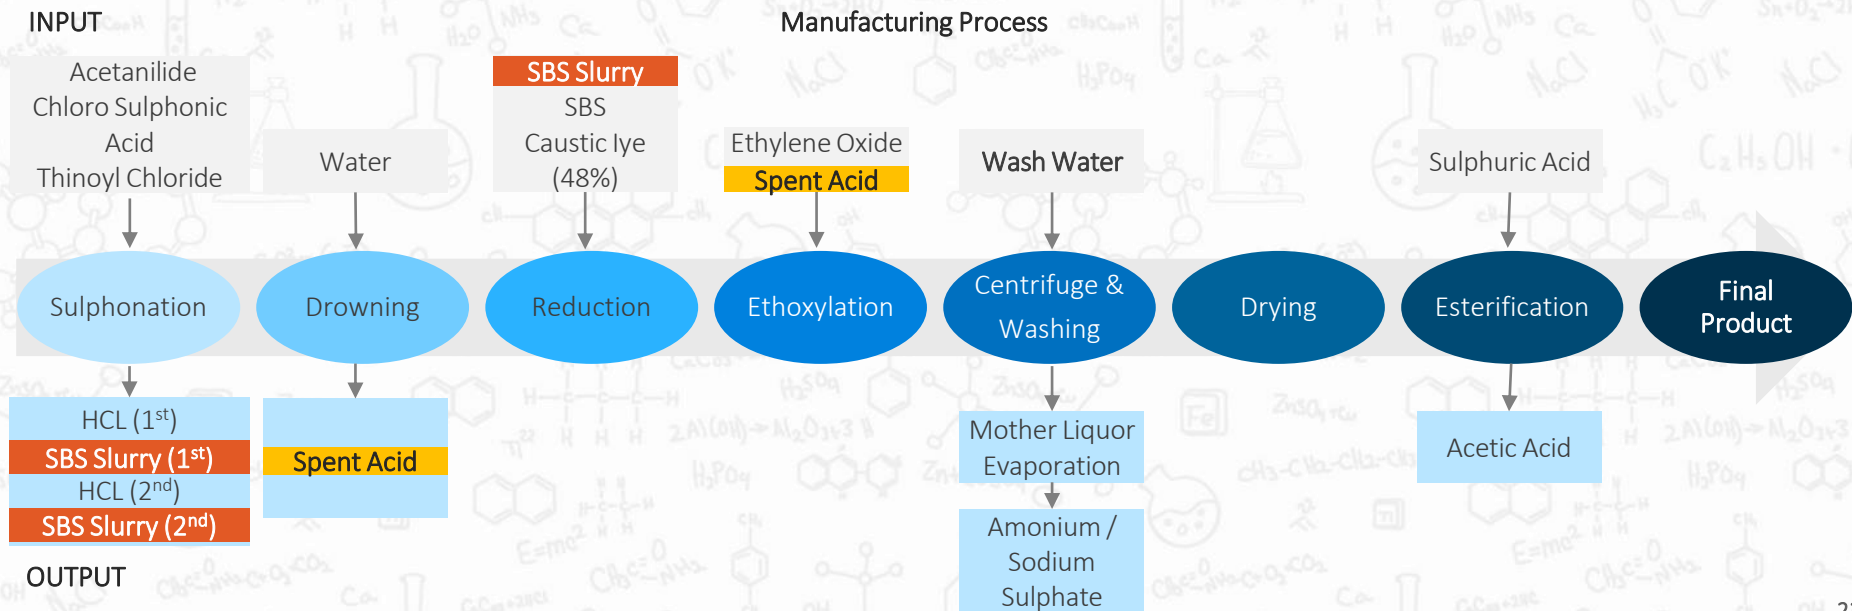 INPUT
Manufacturing Process
Acetanilide
Chloro Sulphonic
Acid
Thinoyl Chloride
Water
SBS Slurry
SBS
Caustic lye
(48%)
Ethylene Oxide
Spent Acid
Wash Water
Sulphuric Acid
Sulphonation
Drowning
Reduction
Ethoxylation
Centrifuge &
Washing
Drying
Esterification
Final
Product
HCL (1st)
SBS Slurry (1st)
HCL (2nd)
SBS Slurry (2nd)
Spent Acid
Mother Liquor
Evaporation
Amonium /
Sodium
Sulphate
Acetic Acid
OUTPUT